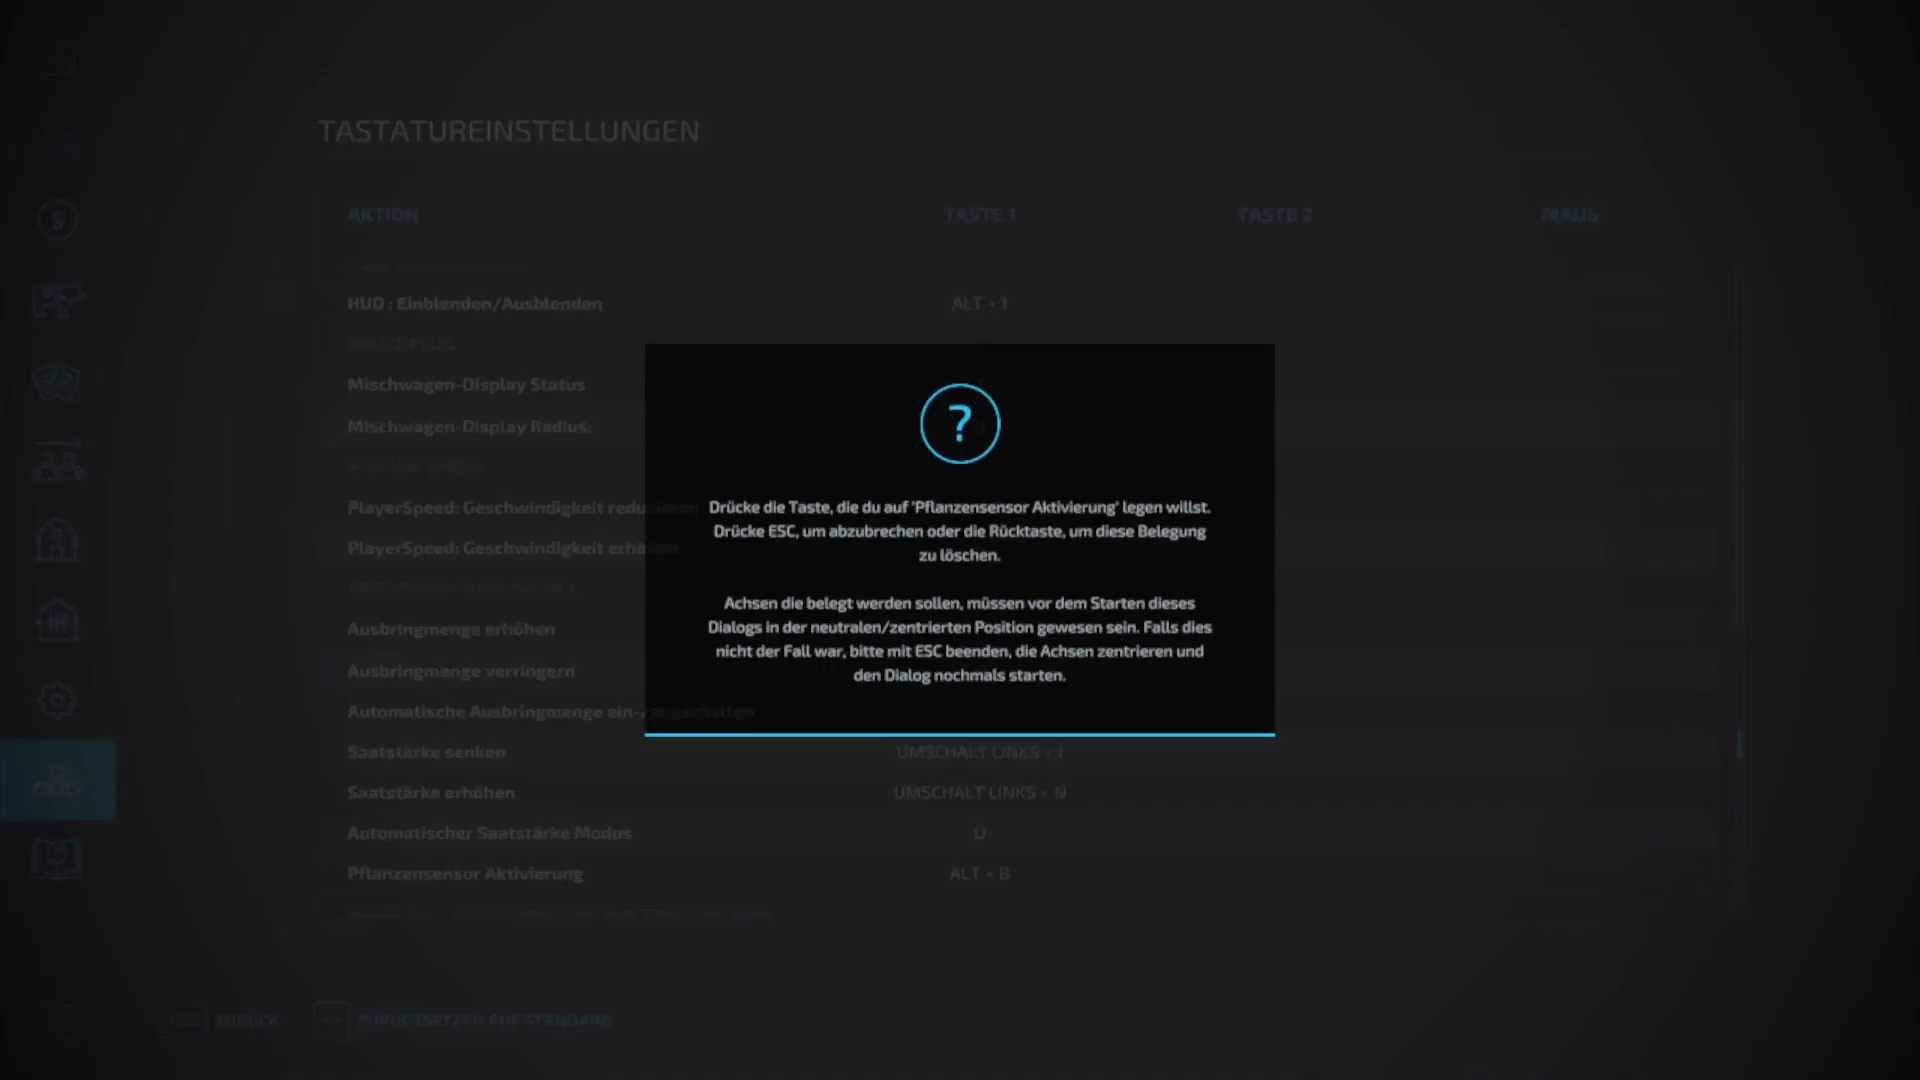 TASTATUREINSTELLUNGEN
AKTION TASTE 1 TASTE 2 MAUS
HUD : Einblenden/Ausblenden ALT + 1
Mischwagen-Display Status
Mischwagen-Display Radius:
PlayerSpeed: Geschwindigkeit reduzieren
PlayerSpeed: Geschwindigkeit erhöhen
Ausbringmenge erhöhen
Ausbringmenge verringern
Automatische Ausbringmenge ein-/ausschalten
Saatstärke senken UMSCHALT LINKS + J
Saatstärke erhöhen UMSCHALT LINKS + N
Automatischer Saatstärke Modus U
Pflanzensensor Aktivierung ALT + B
?
Drücke die Taste, die du auf 'Pflanzensensor Aktivierung' legen willst.
Drücke ESC, um abzubrechen oder die Rücktaste, um diese Belegung
zu löschen.
Achsen die belegt werden sollen, müssen vor dem Starten dieses
Dialogs in der neutralen/zentrierten Position gewesen sein. Falls dies
nicht der Fall war, bitte mit ESC beenden, die Achsen zentrieren und
den Dialog nochmals starten.
ZURÜCK ZURÜCKSETZEN AUF STANDARD